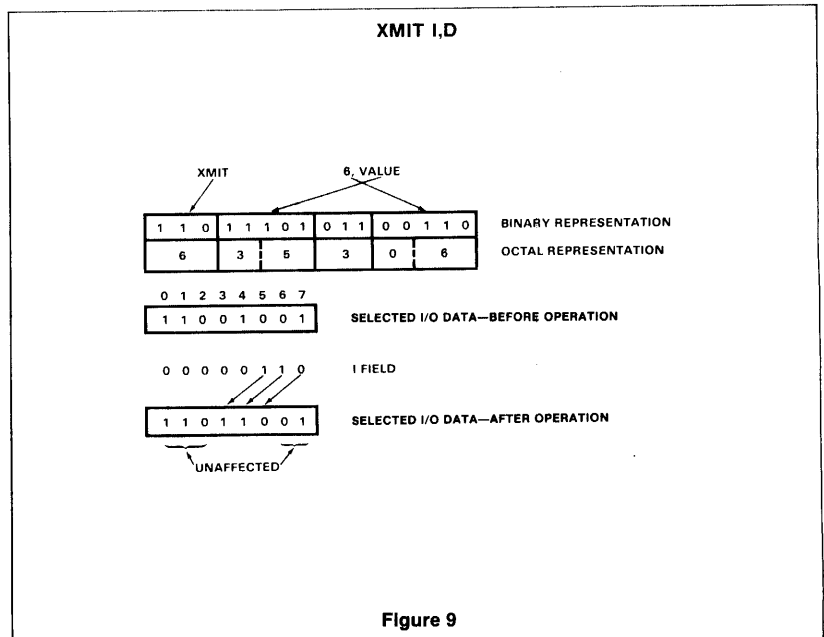 XMIT I,D
XMIT 6, VALUE
1 1 0 1 1 1 0 1 0 1 1 0 0 1 1 0 BINARY REPRESENTATION
6 3 5 3 0 6 OCTAL REPRESENTATION
0 1 2 3 4 5 6 7
1 1 0 0 1 0 0 1 SELECTED I/O DATA—BEFORE OPERATION
0 0 0 0 0 1 1 0 I FIELD
1 1 0 1 1 0 0 1 SELECTED I/O DATA—AFTER OPERATION
UNAFFECTED
Figure 9